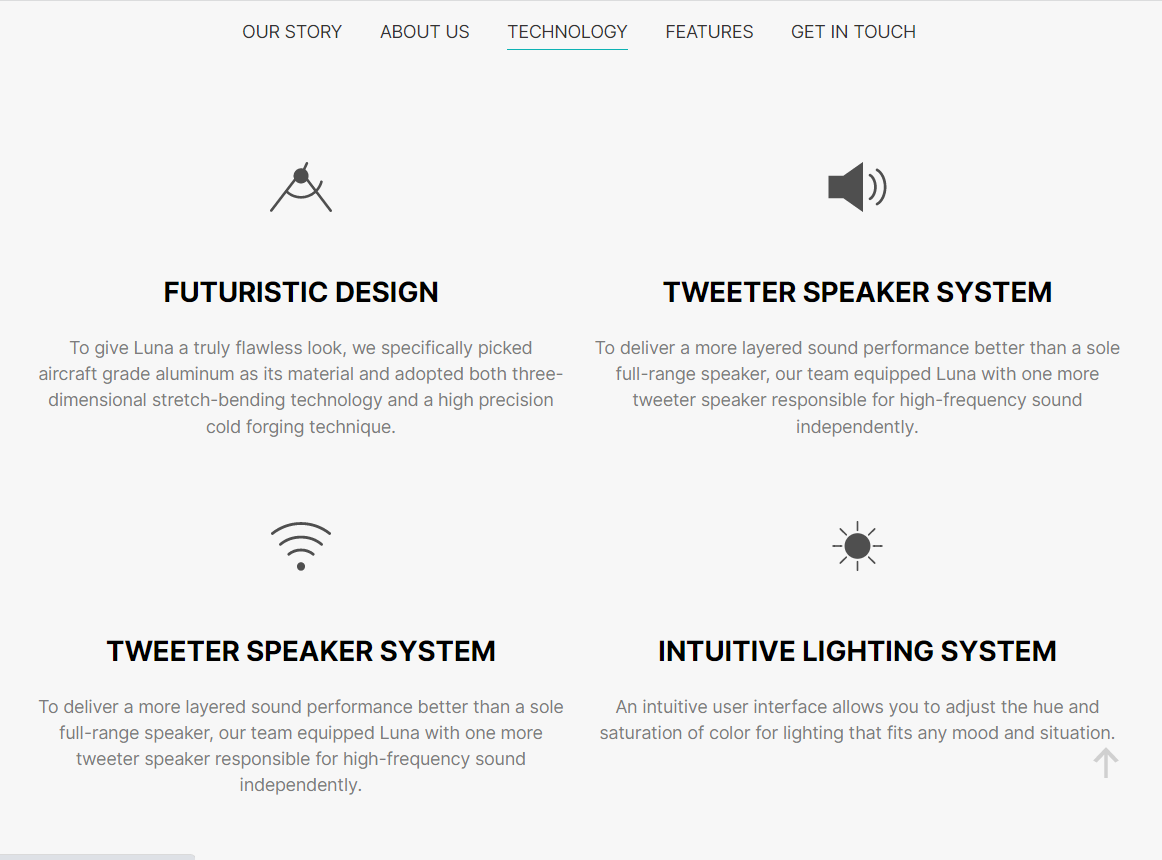 OUR STORY ABOUT US TECHNOLOGY FEATURES GET IN TOUCH
FUTURISTIC DESIGN
To give Luna a truly flawless look, we specifically picked
aircraft grade aluminum as its material and adopted both three-
dimensional stretch-bending technology and a high precision
cold forging technique.
TWEETER SPEAKER SYSTEM
To deliver a more layered sound performance better than a sole
full-range speaker, our team equipped Luna with one more
tweeter speaker responsible for high-frequency sound
independently.
TWEETER SPEAKER SYSTEM
To deliver a more layered sound performance better than a sole
full-range speaker, our team equipped Luna with one more
tweeter speaker responsible for high-frequency sound
independently.
INTUITIVE LIGHTING SYSTEM
An intuitive user interface allows you to adjust the hue and
saturation of color for lighting that fits any mood and situation.